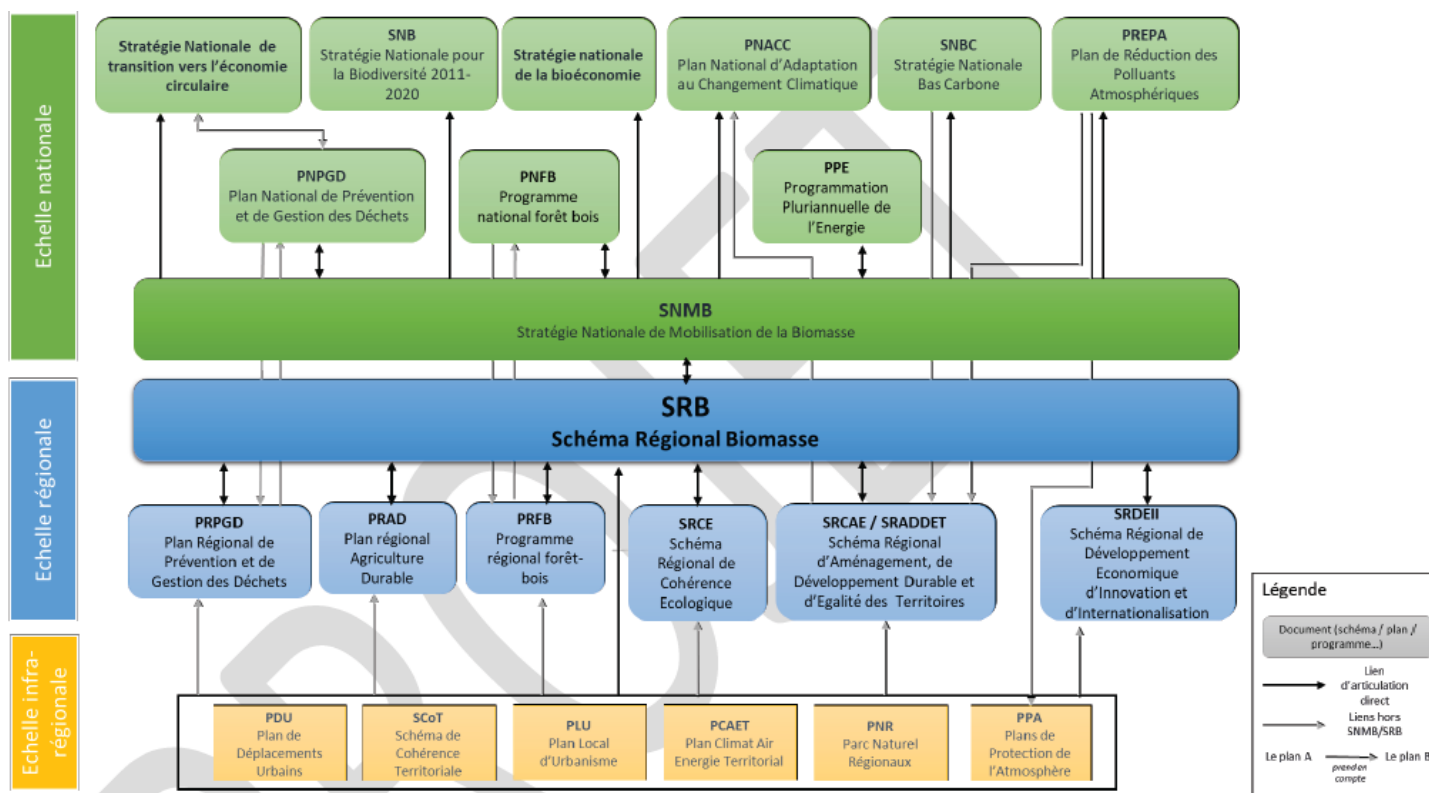 Echelle nationale
Stratégie Nationale de
transition vers l'économie
circulaire
SNB
Stratégie Nationale pour
la Biodiversité 2011-
2020
Stratégie nationale
de la bioéconomie
PNACC
Plan National d'Adaptation
au Changement Climatique
SNBC
Stratégie Nationale
Bas Carbone
PREPA
Plan de Réduction des
Polluants
Atmosphériques
PNPGD
Plan National de Prévention
et de Gestion des Déchets
PNFB
Programme
national forêt bois
PPE
Programmation
Pluriannuelle de
l'Energie
SNMB
Stratégie Nationale de Mobilisation de la Biomasse
Echelle régionale
SRB
Schéma Régional Biomasse
PRPGD
Plan Régional de
Prévention et de
Gestion des Déchets
PRAD
Plan régional
Agriculture
Durable
PRFB
Programme
régional forêt-
bois
SRCE
Schéma
Régional de
Cohérence
Ecologique
SRCAE / SRADDET
Schéma Régional
d'Aménagement, de
Développement Durable et
d'Egalité des Territoires
SRDEII
Schéma Régional de
Développement
Economique
d'Innovation et
d'Internationalisation
Echelle infra-
régionale
PDU
Plan de
Déplacements
Urbains
SCoT
Schéma de
Cohérence
Territoriale
PLU
Plan Local
d'Urbanisme
PCAET
Plan Climat Air
Energie Territorial
PNR
Parc Naturel
Régionaux
PPA
Plans de
Protection de
l'Atmosphère
Légende
Document (schéma / plan /
programme...)
Lien
d'articulation
direct
Liens hors
SNMB/SRB
Le plan A prend en compte Le plan B
PROJET